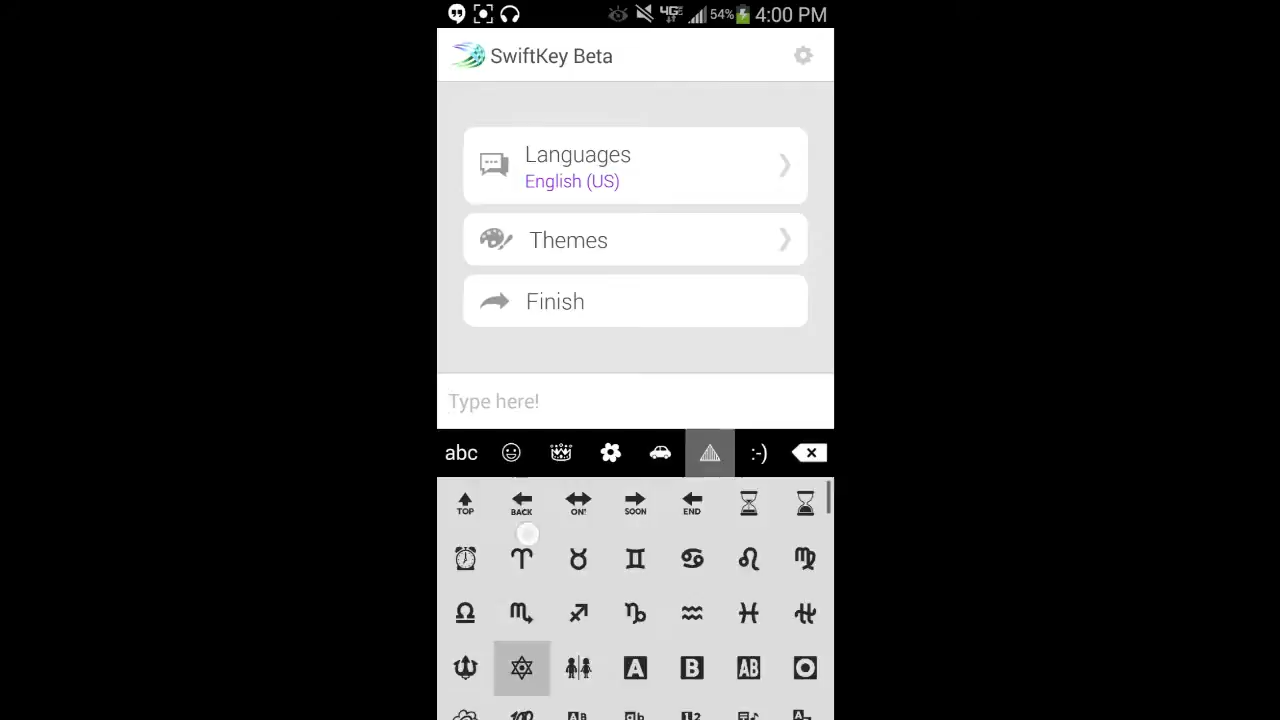 4G 54% 4:00 PM
SwiftKey Beta
Languages
English (US)
Themes
Finish
Type here!
abc :-)
TOP BACK ON! SOON END
A B AB O